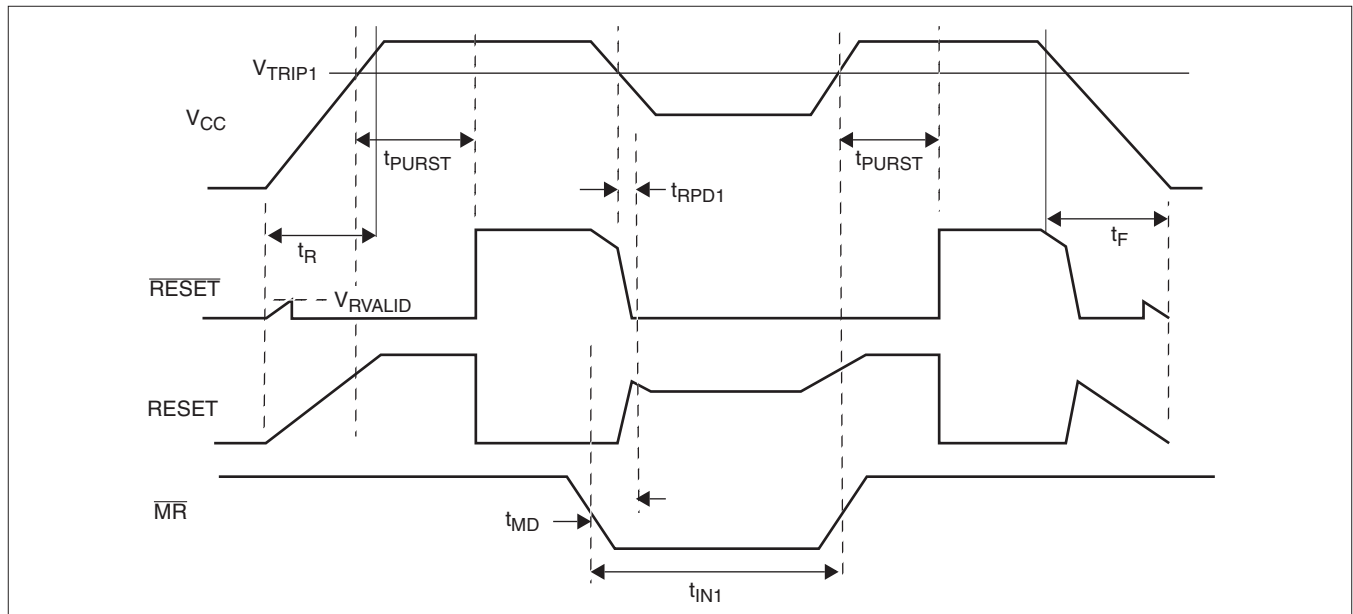 VTRIP1
VCC
tPURST
tPURST
tRPD1
tR
tF
RESET
VRVALID
RESET
MR
tMD
tIN1